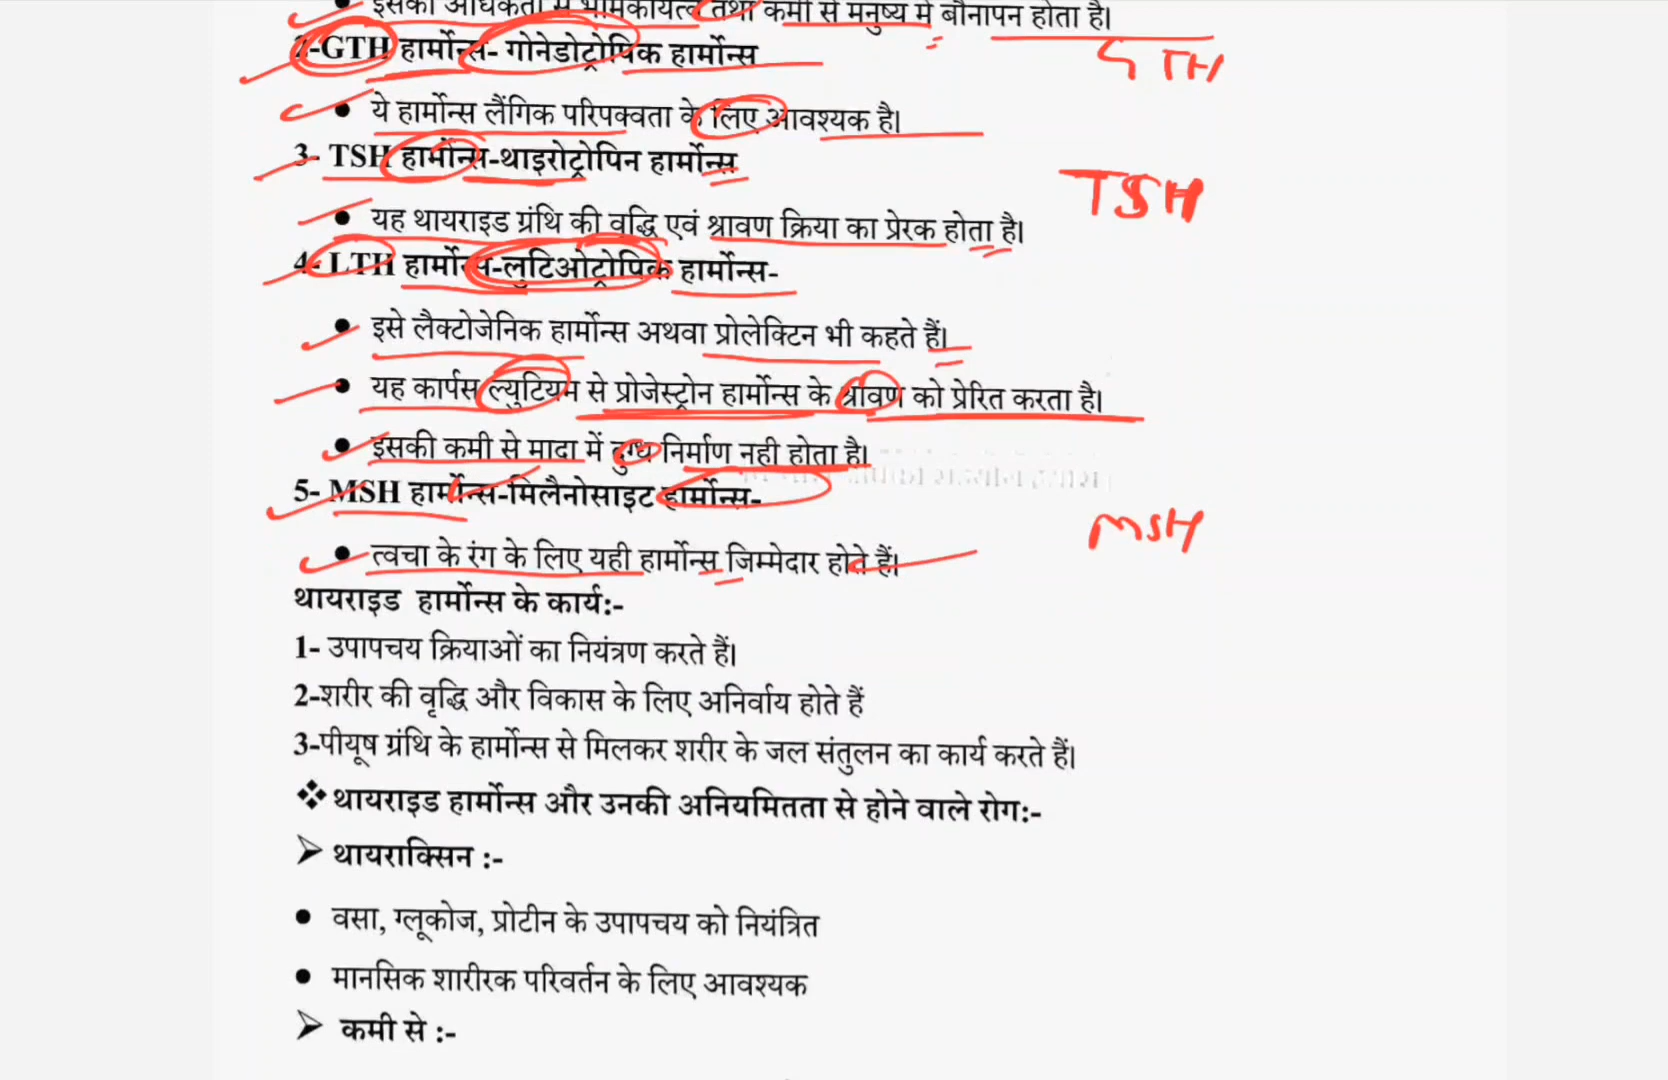 इसकी अधिकता से भीमकायत्व तथा कमी से मनुष्य में बौनापन होता है।
2-GTH हार्मोन्स- गोनेडोट्रोपिक हार्मोन्स
GTH
● ये हार्मोन्स लैंगिक परिपक्वता के लिए आवश्यक है।
3- TSH हार्मोन्स-थाइरोट्रोपिन हार्मोन्स
TSH
● यह थायराइड ग्रंथि की वृद्धि एवं श्रावण क्रिया का प्रेरक होता है।
4- LTH हार्मोन्स-लुटिओट्रोपिक हार्मोन्स-
● इसे लैक्टोजेनिक हार्मोन्स अथवा प्रोलेक्टिन भी कहते हैं।
● यह कार्पस ल्युटियम से प्रोजेस्ट्रोन हार्मोन्स के श्रावण को प्रेरित करता है।
● इसकी कमी से मादा में दुग्ध निर्माण नही होता है।
5- MSH हार्मोन्स-मिलैनोसाइट हार्मोन्स-
MSH
● त्वचा के रंग के लिए यही हार्मोन्स जिम्मेदार होते हैं।
थायराइड हार्मोन्स के कार्य:-
1- उपापचय क्रियाओं का नियंत्रण करते हैं।
2-शरीर की वृद्धि और विकास के लिए अनिर्वाय होते हैं
3-पीयूष ग्रंथि के हार्मोन्स से मिलकर शरीर के जल संतुलन का कार्य करते हैं।
❖ थायराइड हार्मोन्स और उनकी अनियमितता से होने वाले रोग:-
➢ थायराक्सिन :-
● वसा, ग्लूकोज, प्रोटीन के उपापचय को नियंत्रित
● मानसिक शारीरक परिवर्तन के लिए आवश्यक
➢ कमी से :-